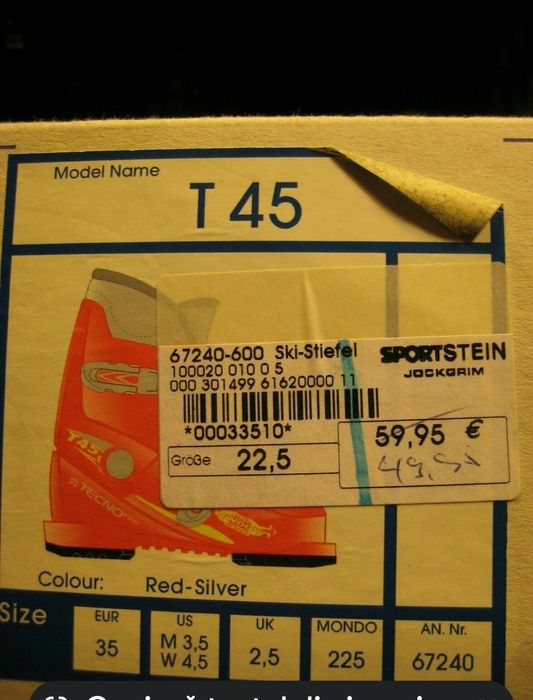 Model Name
T 45
67240-600 Ski-Stiefel
SPORTSTEIN
100020 010 0 5
JOCKGRIM
000 301499 61620000 11
*00033510*
59,95 €
Größe 22,5
T45
TECNO
Colour: Red-Silver
Size
EUR
35
US
M 3,5
W 4,5
UK
2,5
MONDO
225
AN. Nr.
67240